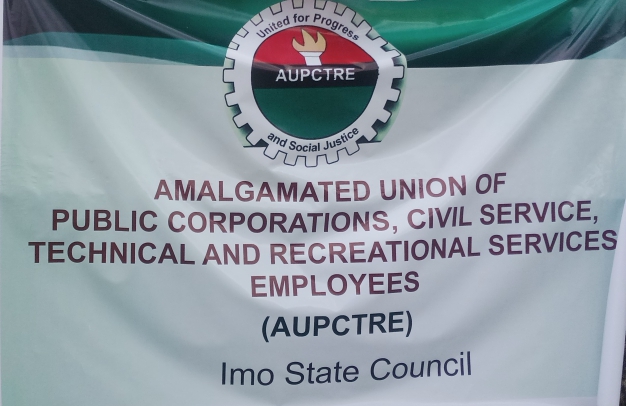 United for Progress
AUPCTRE
and Social Justice
AMALGAMATED UNION OF
PUBLIC CORPORATIONS, CIVIL SERVICE,
TECHNICAL AND RECREATIONAL SERVICES
EMPLOYEES
(AUPCTRE)
Imo State Council